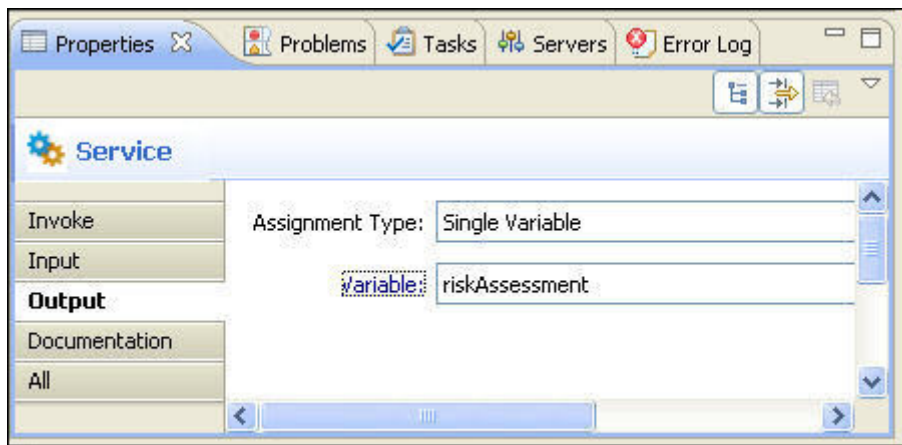 Properties Problems Tasks Servers Error Log
Service
Invoke
Assignment Type: Single Variable
Input
Variable: riskAssessment
Output
Documentation
All